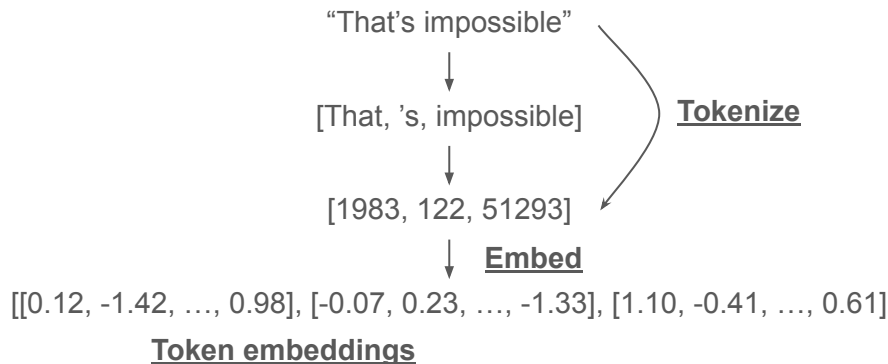 “That's impossible”
[That, ’s, impossible]
Tokenize
[1983, 122, 51293]
Embed
[[0.12, -1.42, …, 0.98], [-0.07, 0.23, …, -1.33], [1.10, -0.41, …, 0.61]
Token embeddings